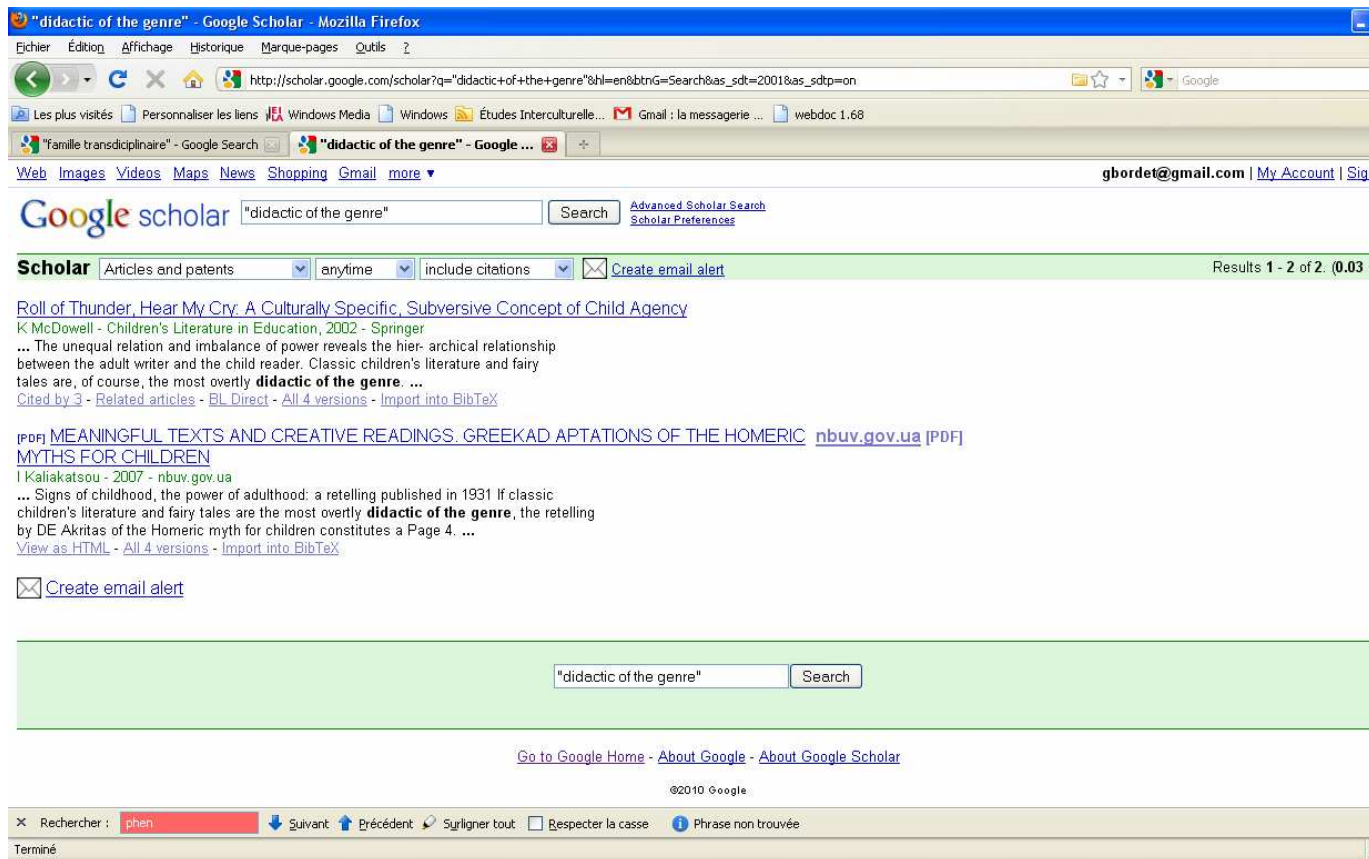 "didactic of the genre" - Google Scholar - Mozilla Firefox
Fichier Édition Affichage Historique Marque-pages Outils ?
http://scholar.google.com/scholar?q="didactic+of+the+genre"&hl=en&btnG=Search&as_sdt=2001&as_sdtp=on Google
Les plus visités Personnaliser les liens Windows Media Windows Études Interculturelle... Gmail : la messagerie ... webdoc 1.68
"famille transdiciplinaire" - Google Search "didactic of the genre" - Google ...
Web Images Videos Maps News Shopping Gmail more ▼ gbordet@gmail.com | My Account | Sig
Google scholar "didactic of the genre" Search Advanced Scholar Search
Scholar Preferences
Scholar Articles and patents anytime include citations Create email alert Results 1 - 2 of 2. (0.03
Roll of Thunder, Hear My Cry: A Culturally Specific, Subversive Concept of Child Agency
K McDowell - Children's Literature in Education, 2002 - Springer
... The unequal relation and imbalance of power reveals the hier- archical relationship
between the adult writer and the child reader. Classic children's literature and fairy
tales are, of course, the most overtly didactic of the genre. ...
Cited by 3 - Related articles - BL Direct - All 4 versions - Import into BibTeX
[PDF] MEANINGFUL TEXTS AND CREATIVE READINGS. GREEKAD APTATIONS OF THE HOMERIC nbuv.gov.ua [PDF]
MYTHS FOR CHILDREN
I Kaliakatsou - 2007 - nbuv.gov.ua
... Signs of childhood, the power of adulthood: a retelling published in 1931 If classic
children's literature and fairy tales are the most overtly didactic of the genre, the retelling
by DE Akritas of the Homeric myth for children constitutes a Page 4. ...
View as HTML - All 4 versions - Import into BibTeX
Create email alert
"didactic of the genre" Search
Go to Google Home - About Google - About Google Scholar
©2010 Google
× Rechercher : phen Suivant Précédent Surligner tout Respecter la casse Phrase non trouvée
Terminé